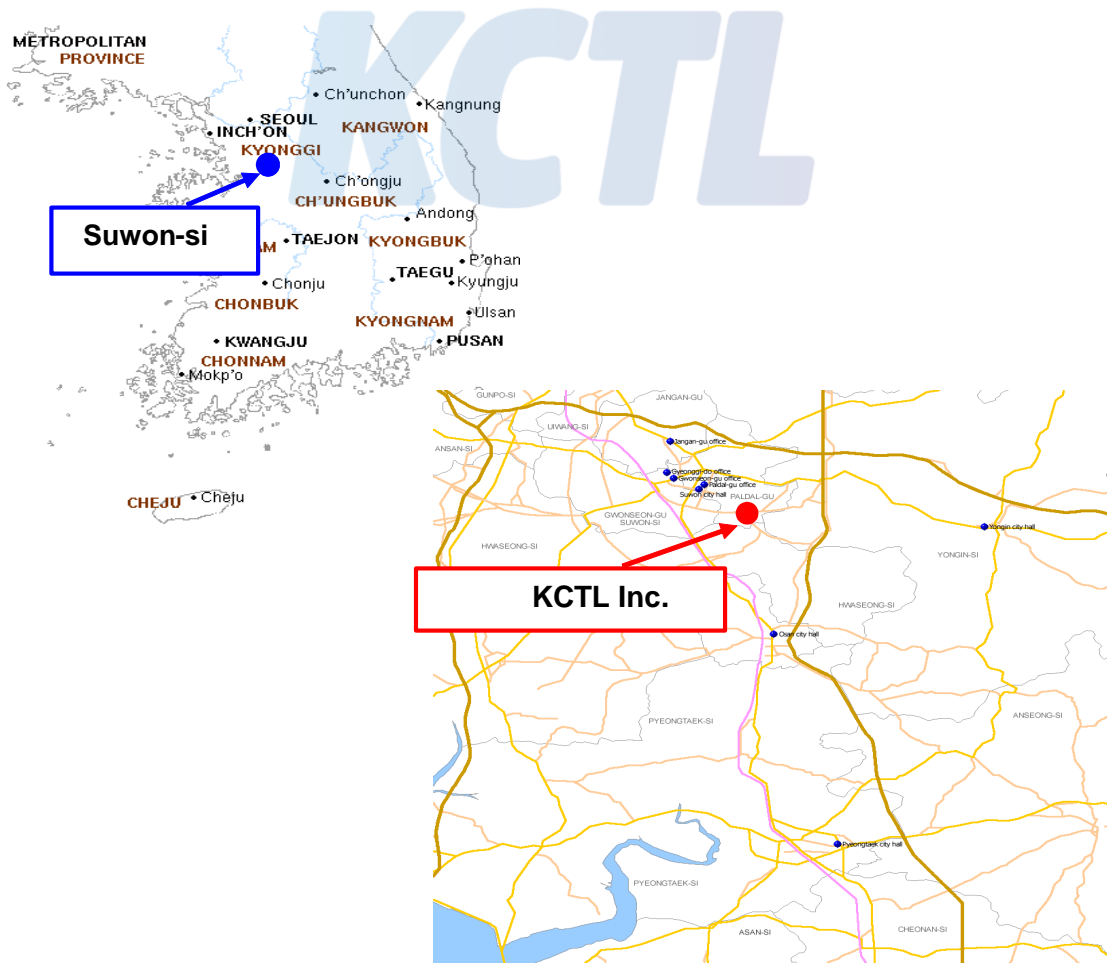 KCTL
METROPOLITAN
PROVINCE
Ch'unchon
Kangnung
SEOUL
INCH'ON
KANGWON
KYONGGI
Ch'ongju
CH'UNGBUK
Suwon-si
Andong
AM
TAEJON
KYONGBUK
P'ohan
TAEGU
Chonju
Kyungju
CHONBUK
Ulsan
KYONGNAM
KWANGJU
PUSAN
CHONNAM
Mokp'o
CHEJU
Cheju
GUNPO-SI
JANGAN-GU
UIWANG-SI
Jangan-gu office
ANSAN-SI
Gyeonggi-do office
Gwonseon-gu office
Paldal-gu office
Suwon city hall
PALDAL-GU
GWONSEON-GU
SUWON-SI
Yongin city hall
HWASEONG-SI
YONGIN-SI
KCTL Inc.
HWASEONG-SI
Osan city hall
PYEONGTAEK-SI
ANSEONG-SI
Pyeongtaek city hall
PYEONGTAEK-SI
ASAN-SI
CHEONAN-SI